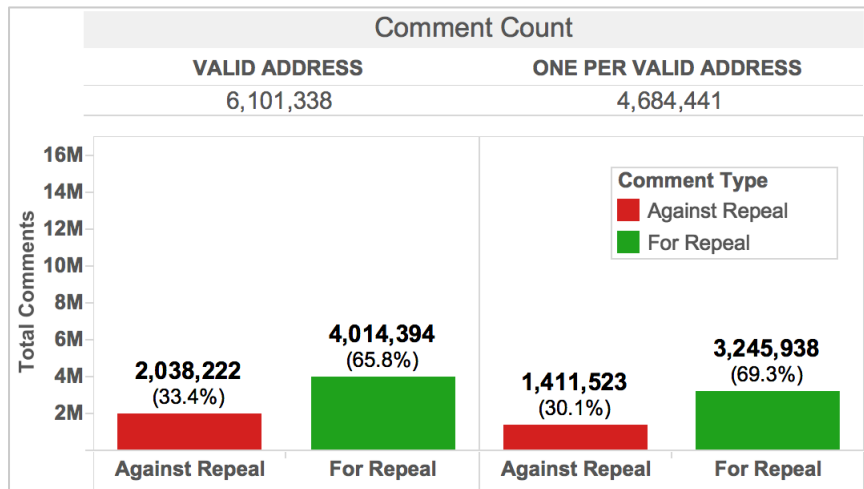 Comment Count
VALID ADDRESS ONE PER VALID ADDRESS
6,101,338 4,684,441
Total Comments
16M
14M
12M
10M
8M
6M
4M
2M
2,038,222
(33.4%)
4,014,394
(65.8%)
1,411,523
(30.1%)
3,245,938
(69.3%)
Comment Type
Against Repeal
For Repeal
Against Repeal For Repeal Against Repeal For Repeal